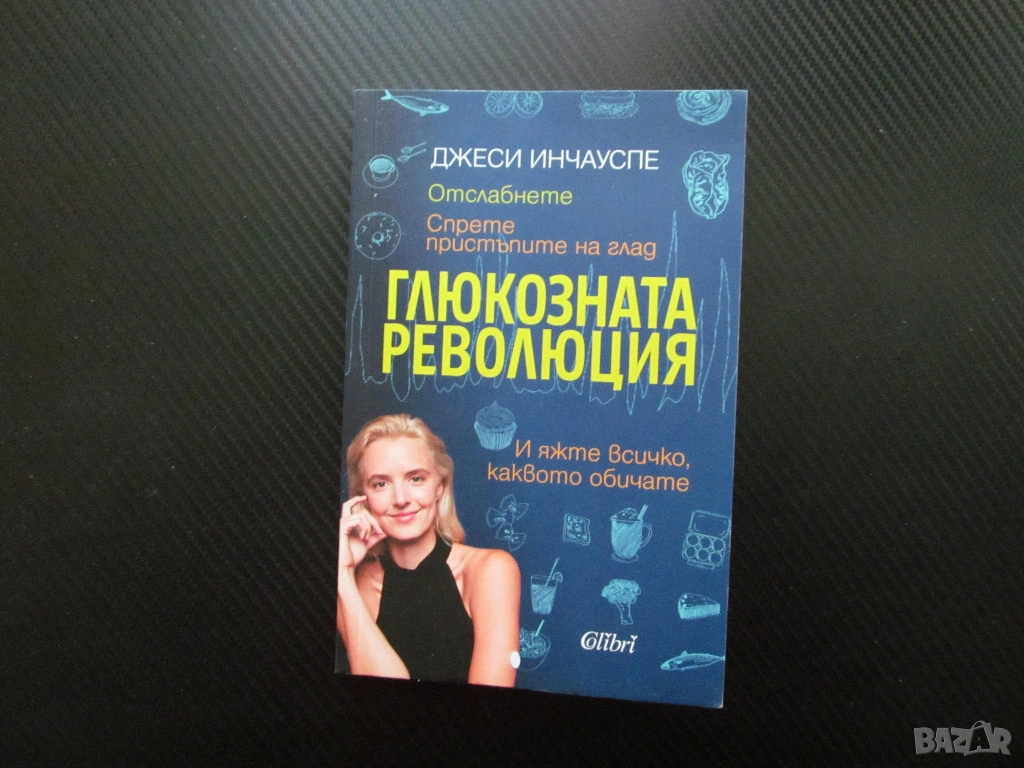 ДЖЕСИ ИНЧАУСПЕ
Отслабнете
Спрете
пристъпите на глад
ГЛЮКОЗНАТА
РЕВОЛЮЦИЯ
И яжте всичко,
каквото обичате
Colibri
BAZAR